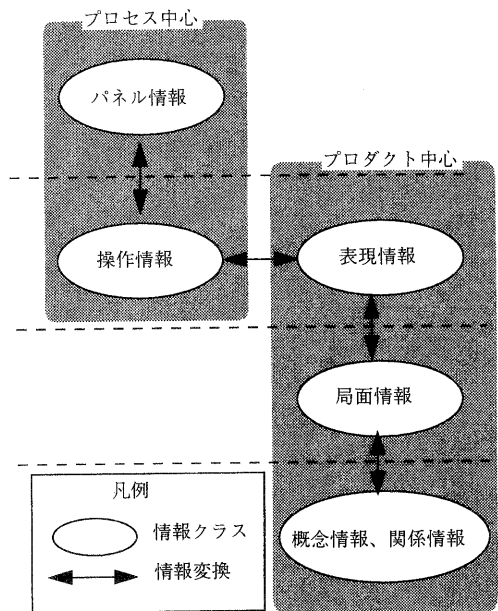 プロセス中心
パネル情報
プロダクト中心
操作情報
表現情報
局面情報
凡例
情報クラス
情報変換
概念情報、関係情報